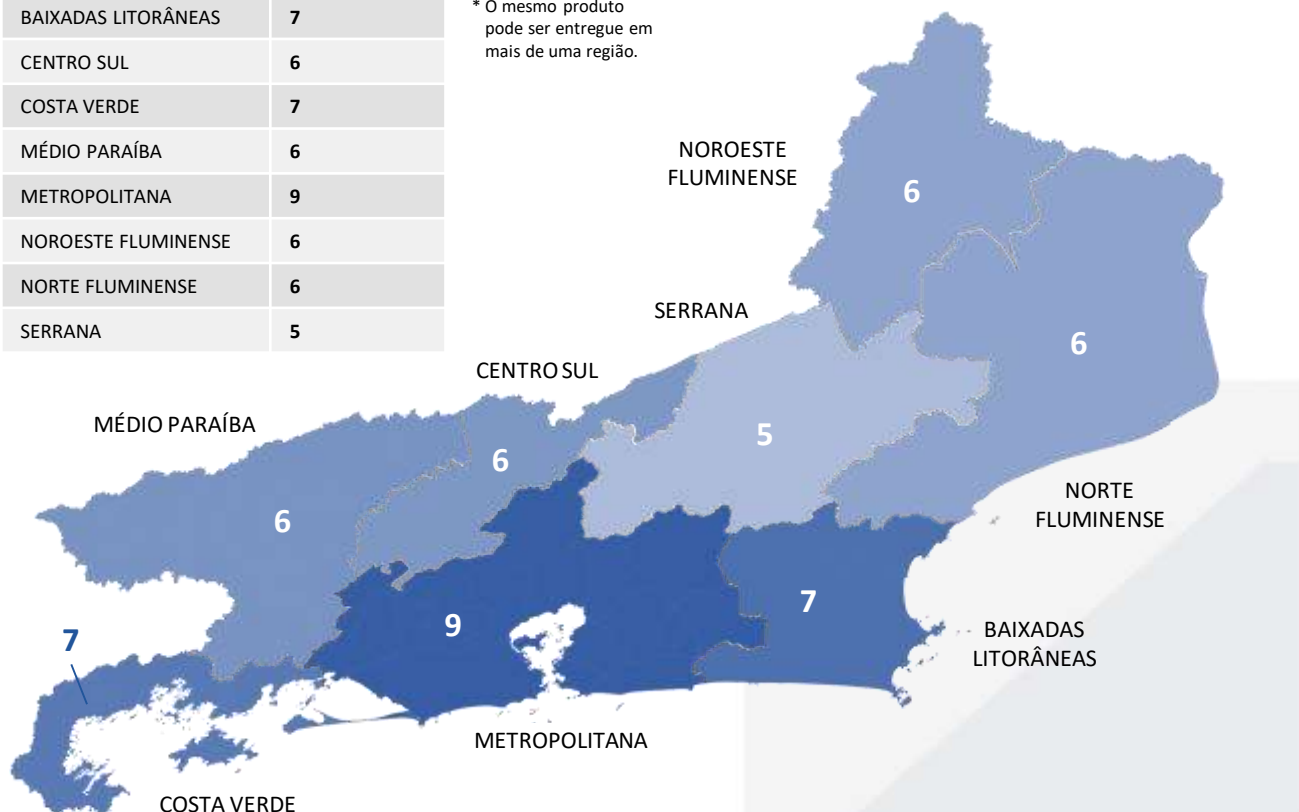 BAIXADAS LITORÂNEAS 7
CENTRO SUL 6
COSTA VERDE 7
MÉDIO PARAÍBA 6
METROPOLITANA 9
NOROESTE FLUMINENSE 6
NORTE FLUMINENSE 6
SERRANA 5
* O mesmo produto
pode ser entregue em
mais de uma região.
NOROESTE
FLUMINENSE
6
SERRANA
6
CENTRO SUL
MÉDIO PARAÍBA
5
6
6
NORTE
FLUMINENSE
7
9
7
BAIXADAS
LITORÂNEAS
METROPOLITANA
COSTA VERDE